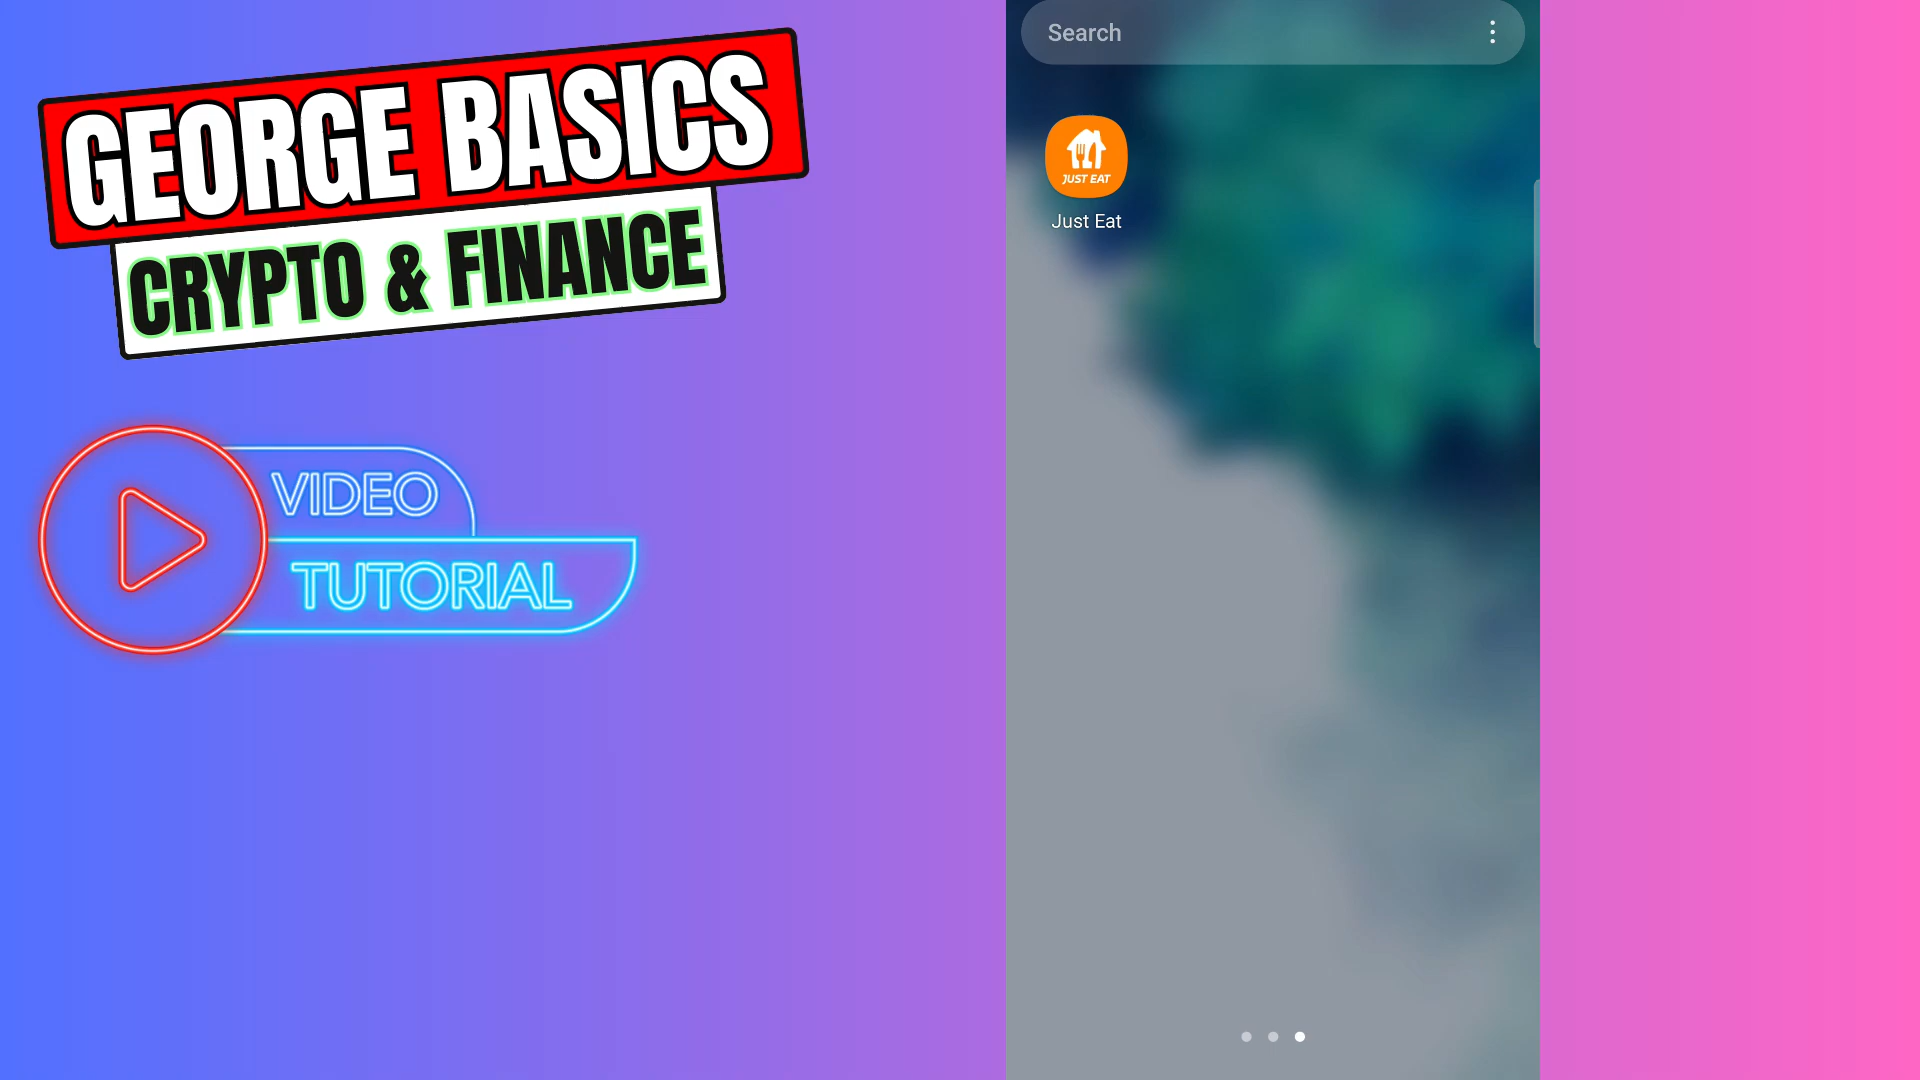 GEORGE BASICS
CRYPTO & FINANCE
VIDEO
TUTORIAL
Search
JUST EAT
Just Eat